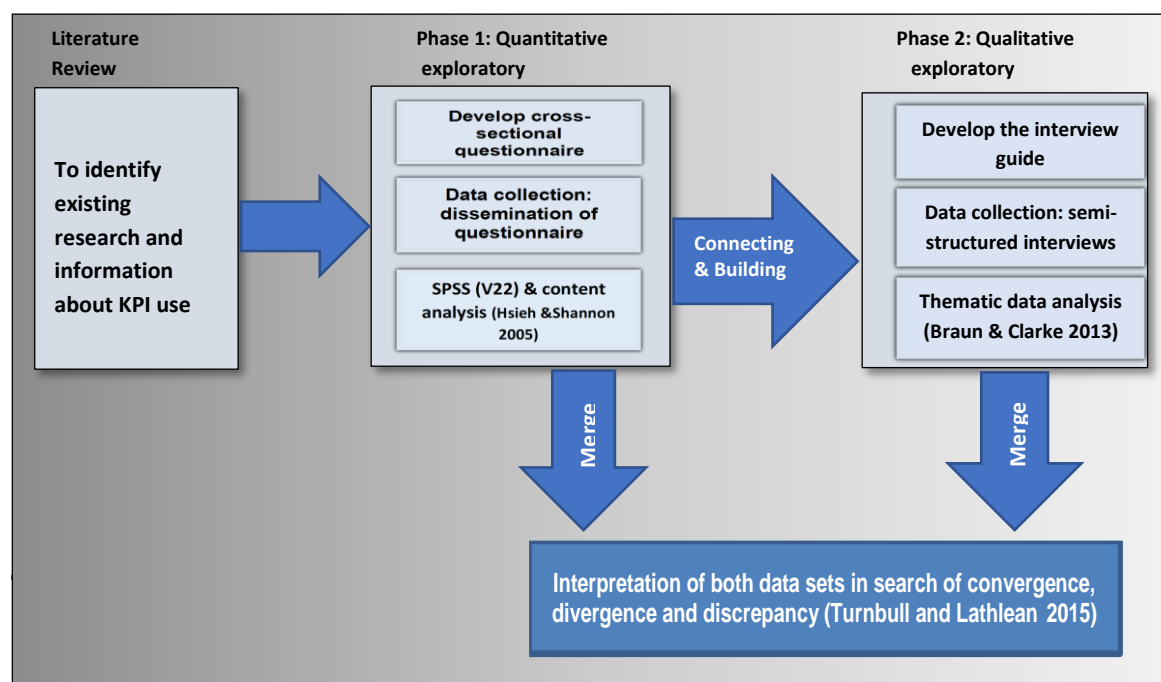 Literature
Review
To identify
existing
research and
information
about KPI use
Phase 1: Quantitative
exploratory
Develop cross-
sectional
questionnaire
Data collection:
dissemination of
questionnaire
SPSS (V22) & content
analysis (Hsieh &Shannon
2005)
Connecting
& Building
Phase 2: Qualitative
exploratory
Develop the interview
guide
Data collection: semi-
structured interviews
Thematic data analysis
(Braun & Clarke 2013)
Merge
Merge
Interpretation of both data sets in search of convergence,
divergence and discrepancy (Turnbull and Lathlean 2015)